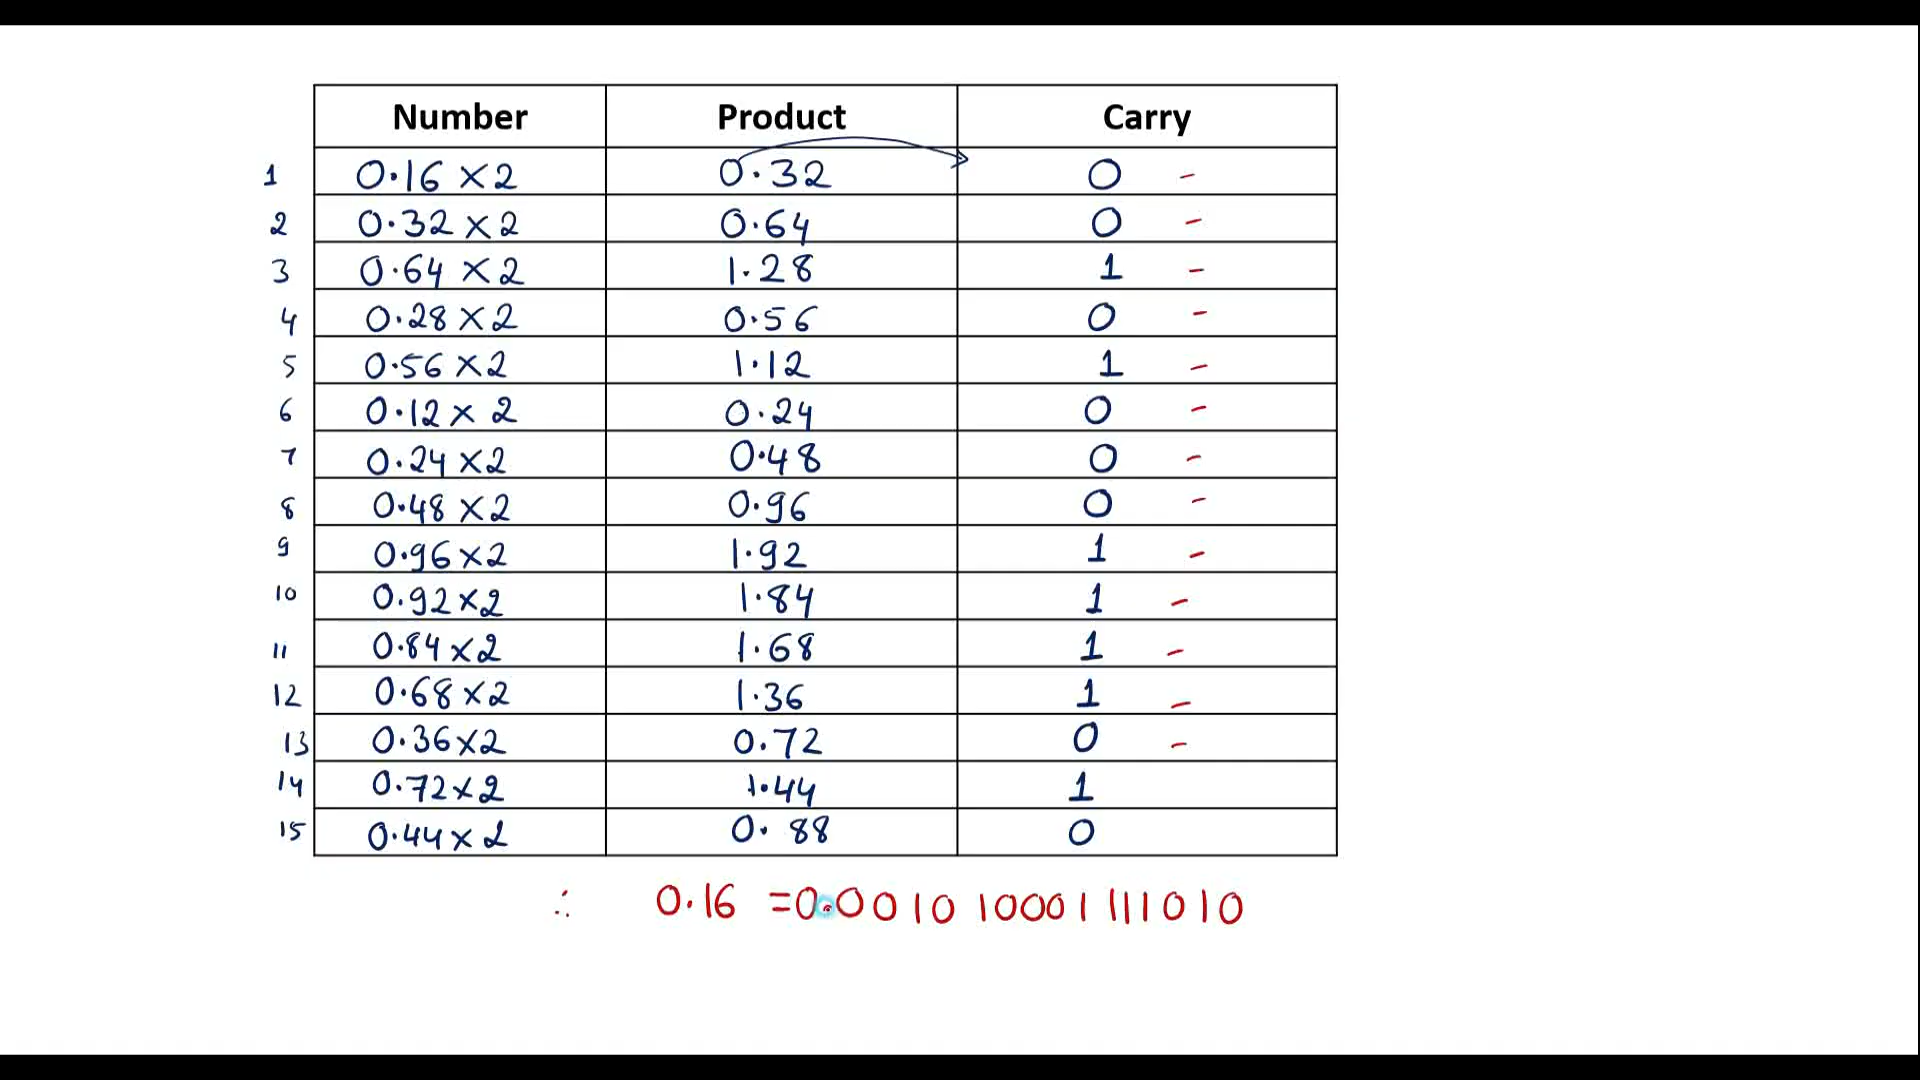 Number Product Carry
1 0.16 ×2 0.32 0 -
2 0.32 ×2 0.64 0 -
3 0.64 ×2 1.28 1 -
4 0.28 ×2 0.56 0 -
5 0.56 ×2 1.12 1 -
6 0.12 × 2 0.24 0 -
7 0.24 ×2 0.48 0 -
8 0.48 ×2 0.96 0 -
9 0.96 ×2 1.92 1 -
10 0.92 ×2 1.84 1 -
11 0.84 ×2 1.68 1 -
12 0.68 ×2 1.36 1 -
13 0.36 ×2 0.72 0 -
14 0.72 ×2 1.44 1
15 0.44 × 2 0.88 0
∴ 0.16 = 0.0010 10001111010